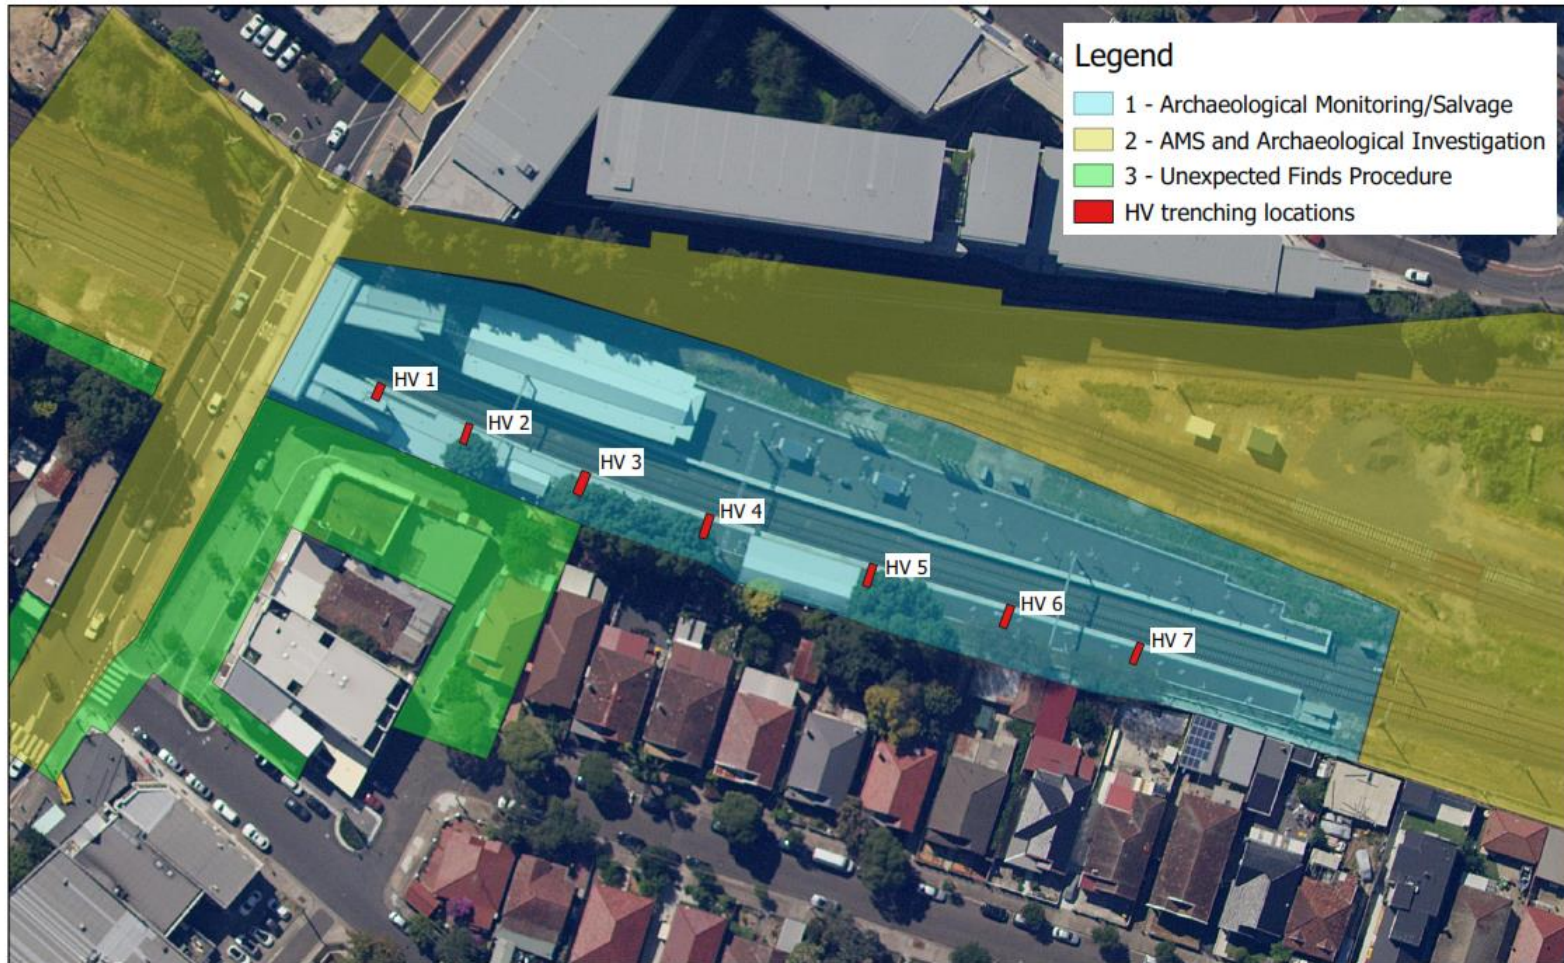 Legend
1 - Archaeological Monitoring/Salvage
2 - AMS and Archaeological Investigation
3 - Unexpected Finds Procedure
HV trenching locations
HV 1
HV 2
HV 3
HV 4
HV 5
HV 6
HV 7